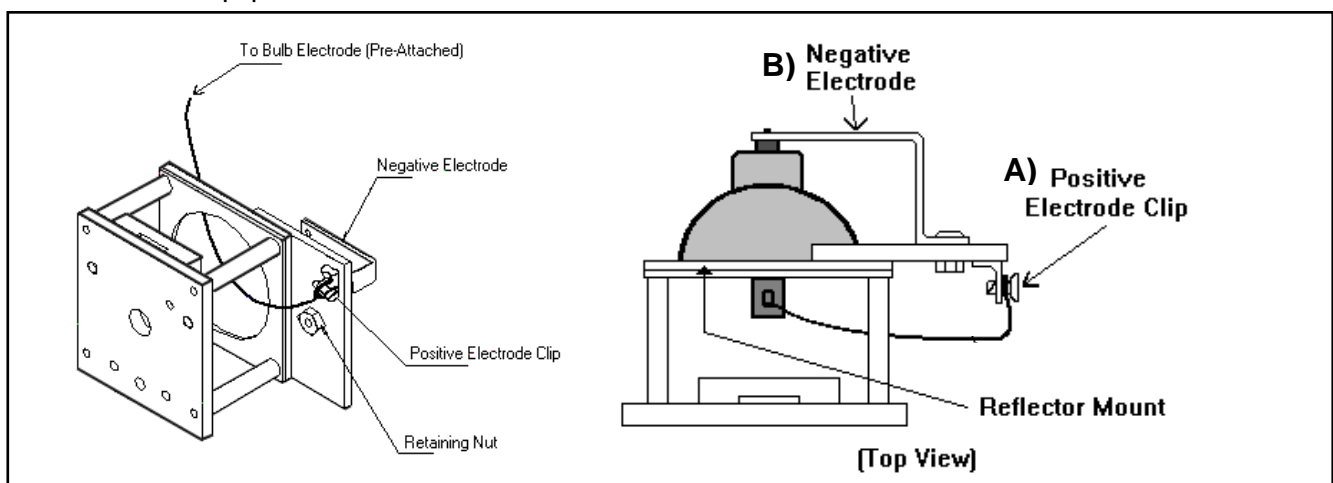 To Bulb Electrode (Pre-Attached)
Negative Electrode
Positive Electrode Clip
Retaining Nut
B) Negative
Electrode
A) Positive
Electrode Clip
Reflector Mount
(Top View)